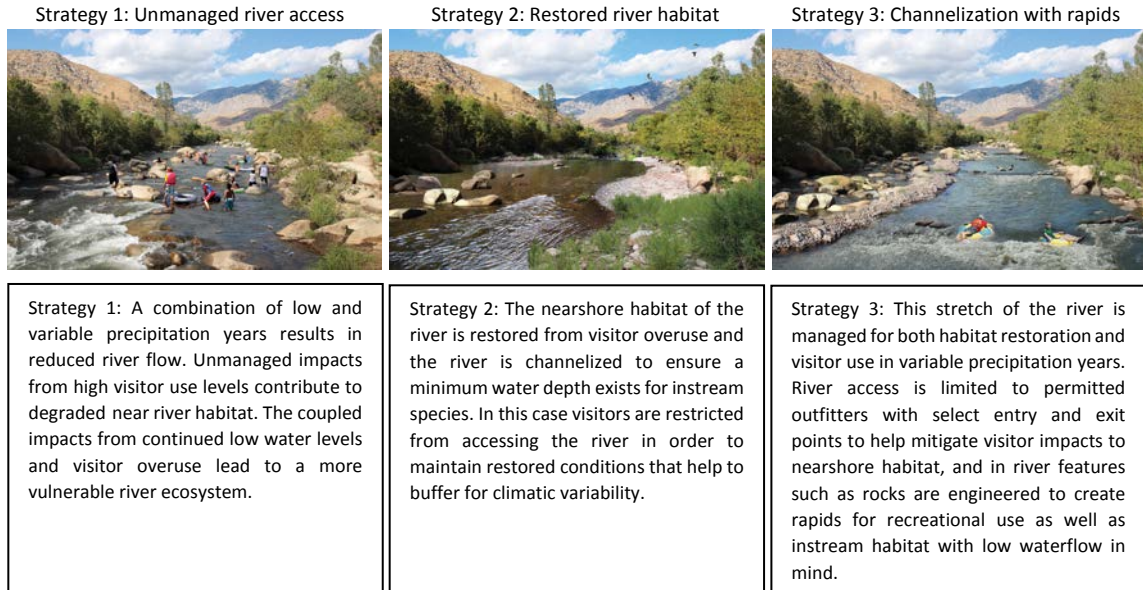 Strategy 1: Unmanaged river access
Strategy 2: Restored river habitat
Strategy 3: Channelization with rapids
Strategy 1: A combination of low and
variable precipitation years results in
reduced river flow. Unmanaged impacts
from high visitor use levels contribute to
degraded near river habitat. The coupled
impacts from continued low water levels
and visitor overuse lead to a more
vulnerable river ecosystem.
Strategy 2: The nearshore habitat of the
river is restored from visitor overuse and
the river is channelized to ensure a
minimum water depth exists for instream
species. In this case visitors are restricted
from accessing the river in order to
maintain restored conditions that help to
buffer for climatic variability.
Strategy 3: This stretch of the river is
managed for both habitat restoration and
visitor use in variable precipitation years.
River access is limited to permitted
outfitters with select entry and exit
points to help mitigate visitor impacts to
nearshore habitat, and in river features
such as rocks are engineered to create
rapids for recreational use as well as
instream habitat with low waterflow in
mind.